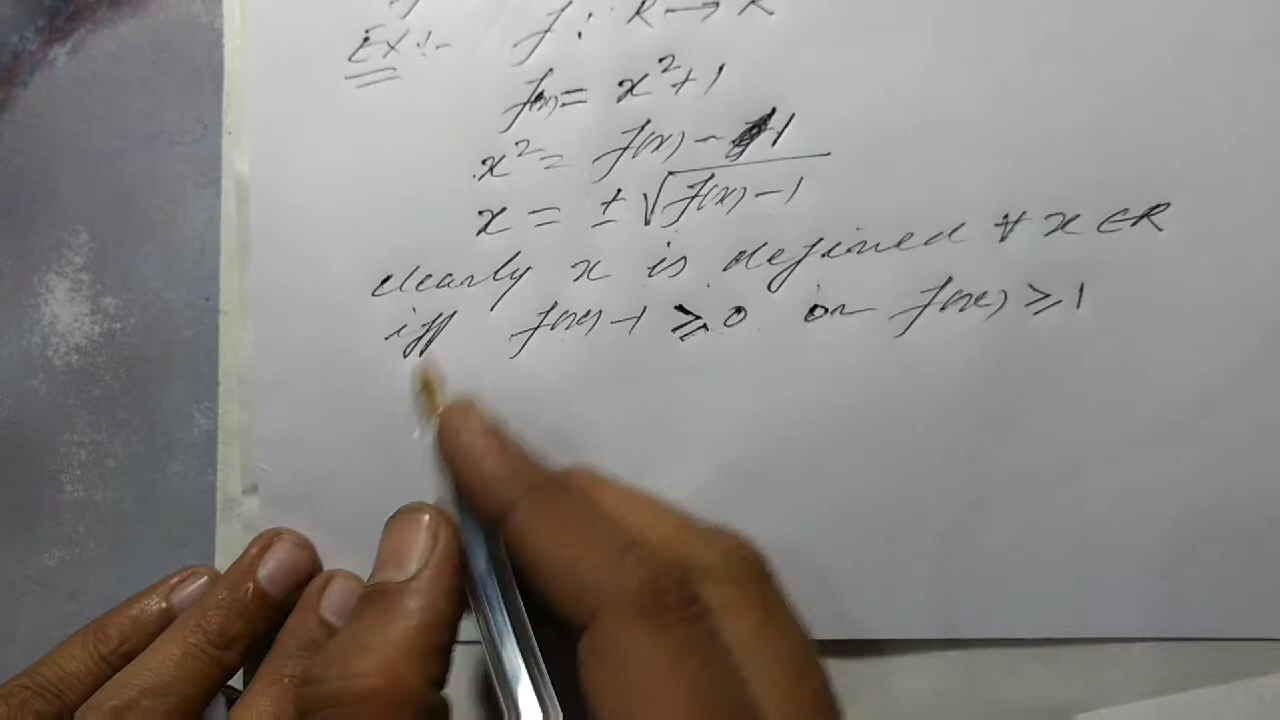 Ex:- f: R → R
f(x) = x² + 1
x² = f(x) - 1
x = ± √f(x) - 1
clearly x is defined ∀ x ∈ R
iff f(x) - 1 ≥ 0 or f(x) ≥ 1